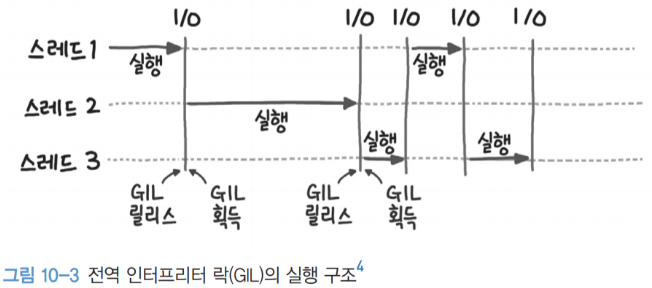 I/O I/O I/O I/O I/O
스레드1
실행 실행
스레드 2
실행
실행 실행
스레드 3
GIL 릴리스
GIL 획득
GIL 릴리스
GIL 획득
그림 10-3 전역 인터프리터 락(GIL)의 실행 구조4